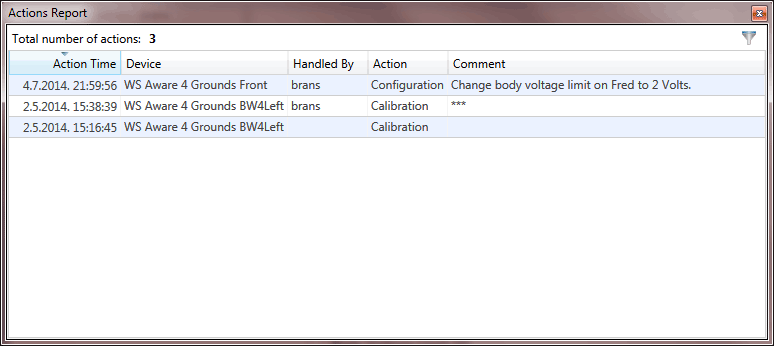 Actions Report
Total number of actions: 3
Action Time Device Handled By Action Comment
4.7.2014. 21:59:56 WS Aware 4 Grounds Front brans Configuration Change body voltage limit on Fred to 2 Volts.
2.5.2014. 15:38:39 WS Aware 4 Grounds BW4Left brans Calibration ***
2.5.2014. 15:16:45 WS Aware 4 Grounds BW4Left Calibration